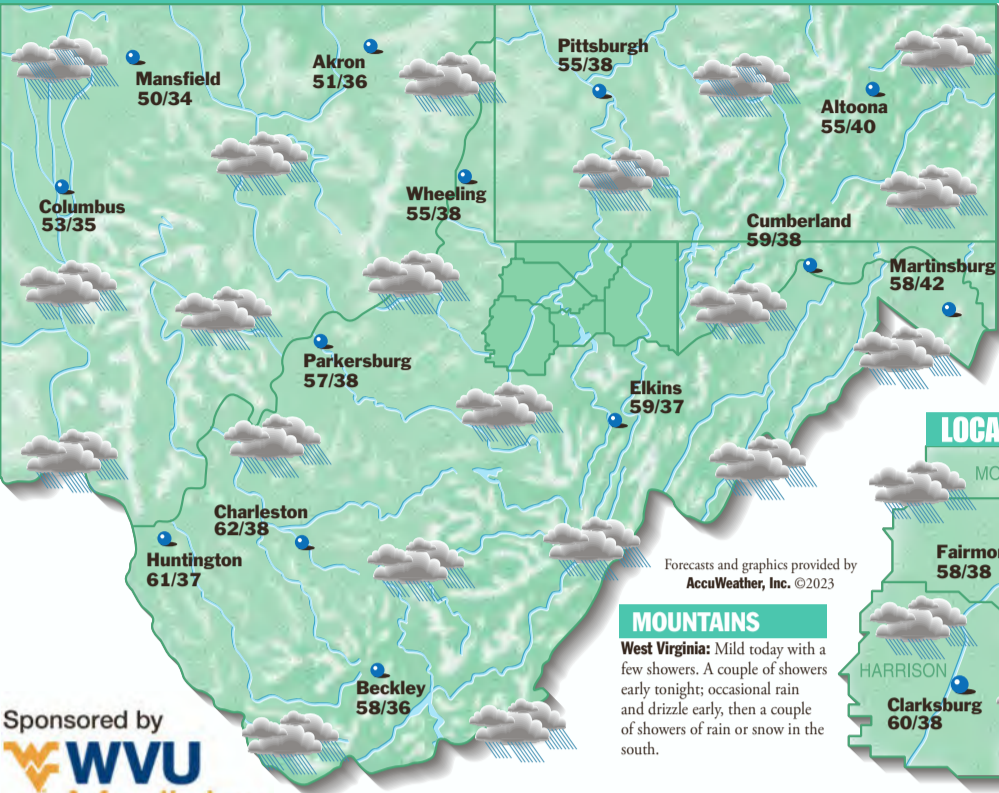 Mansfield
50/34
Akron
51/36
Pittsburgh
55/38
Altoona
55/40
Columbus
53/35
Wheeling
55/38
Cumberland
59/38
Martinsburg
58/42
Parkersburg
57/38
Elkins
59/37
Charleston
62/38
Huntington
61/37
Beckley
58/36
Forecasts and graphics provided by
AccuWeather, Inc. ©2023
MOUNTAINS
West Virginia: Mild today with a
few showers. A couple of showers
early tonight; occasional rain
and drizzle early, then a couple
of showers of rain or snow in the
south.
LOCA
MO
Fairmo
58/38
HARRISON
Clarksburg
60/38
Sponsored by
WVU